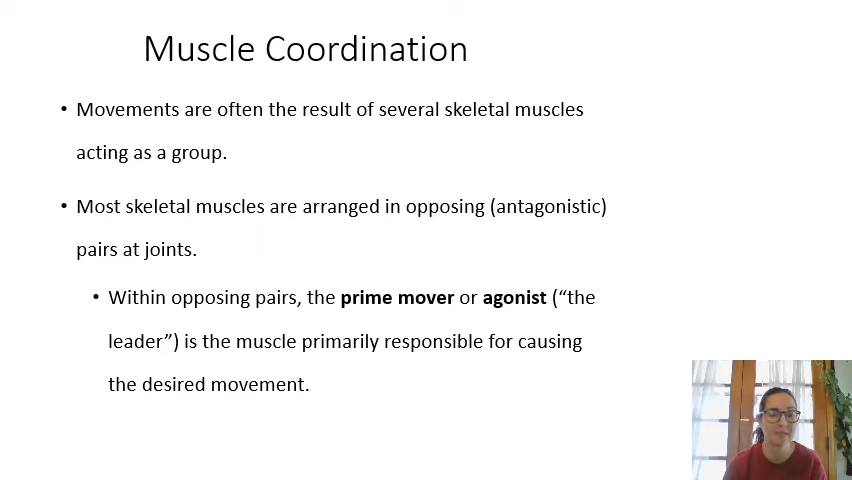 Muscle Coordination
• Movements are often the result of several skeletal muscles
acting as a group.
• Most skeletal muscles are arranged in opposing (antagonistic)
pairs at joints.
• Within opposing pairs, the prime mover or agonist (“the
leader”) is the muscle primarily responsible for causing
the desired movement.